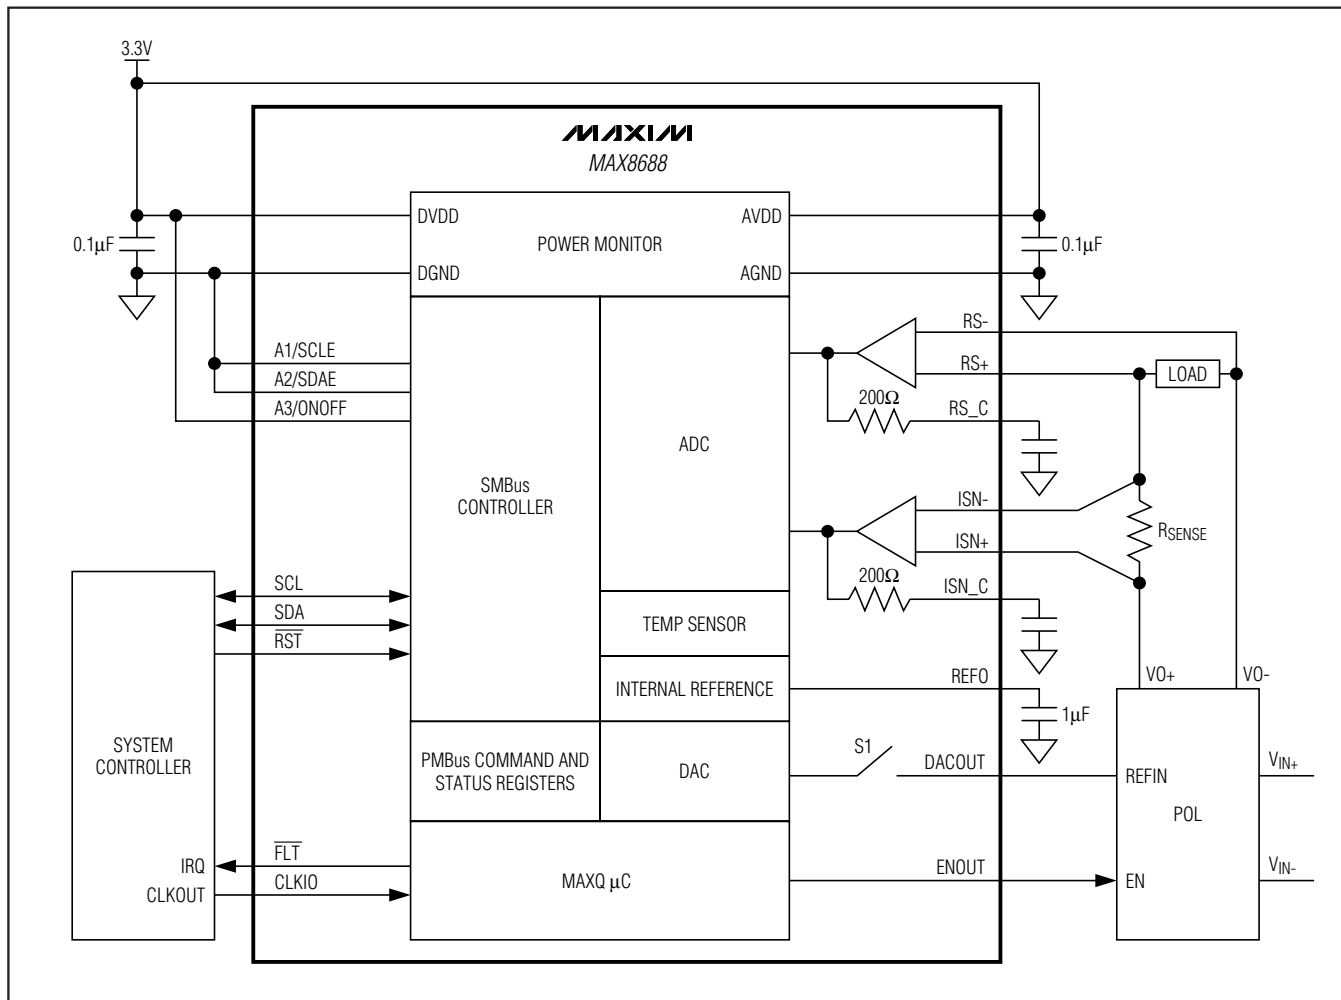 3.3V
MAXIM
MAX8688
DVDD
AVDD
0.1μF
POWER MONITOR
0.1μF
DGND
AGND
RS-
A1/SCLE
RS+
LOAD
A2/SDAE
200Ω
A3/ONOFF
RS_C
ADC
SMBus
CONTROLLER
ISN-
RSENSE
ISN+
200Ω
SCL
ISN_C
SDA
TEMP SENSOR
RST
REFO
VO+
VO-
INTERNAL REFERENCE
1μF
SYSTEM
CONTROLLER
PMBus COMMAND AND
STATUS REGISTERS
DAC
S1
DACOUT
REFIN
VIN+
POL
FLT
IRQ
ENOUT
VIN-
CLKIO
CLKOUT
MAXQ μC
EN